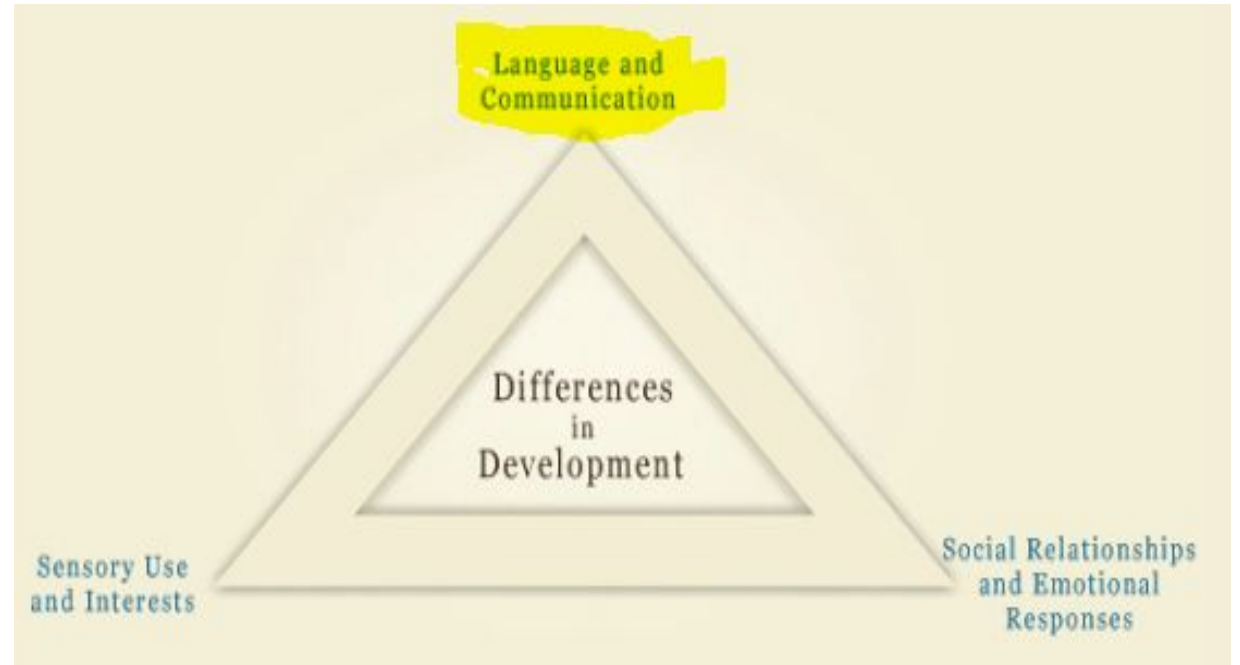 Language and
Communication
Differences
in
Development
Sensory Use
and Interests
Social Relationships
and Emotional
Responses